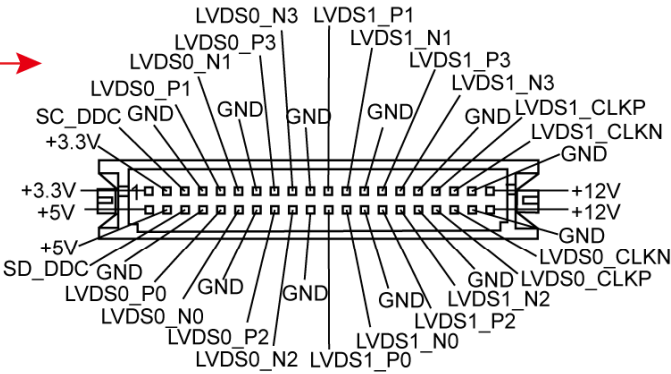 LVDS0_N3 LVDS1_P1
LVDS0_P3 LVDS1_N1
LVDS0_N1 LVDS1_P3
LVDS0_P1 LVDS1_N3
SC_DDC GND GND GND GND GND LVDS1_CLKP
+3.3V LVDS1_CLKN
GND
+3.3V 1 +12V
+5V +12V
+5V GND
SD_DDC GND GND LVDS0_CLKN
LVDS0_P0 GND GND GND LVDS0_CLKP
LVDS0_N0 LVDS1_N2
LVDS0_P2 LVDS1_P2
LVDS0_N2 LVDS1_P0 LVDS1_N0